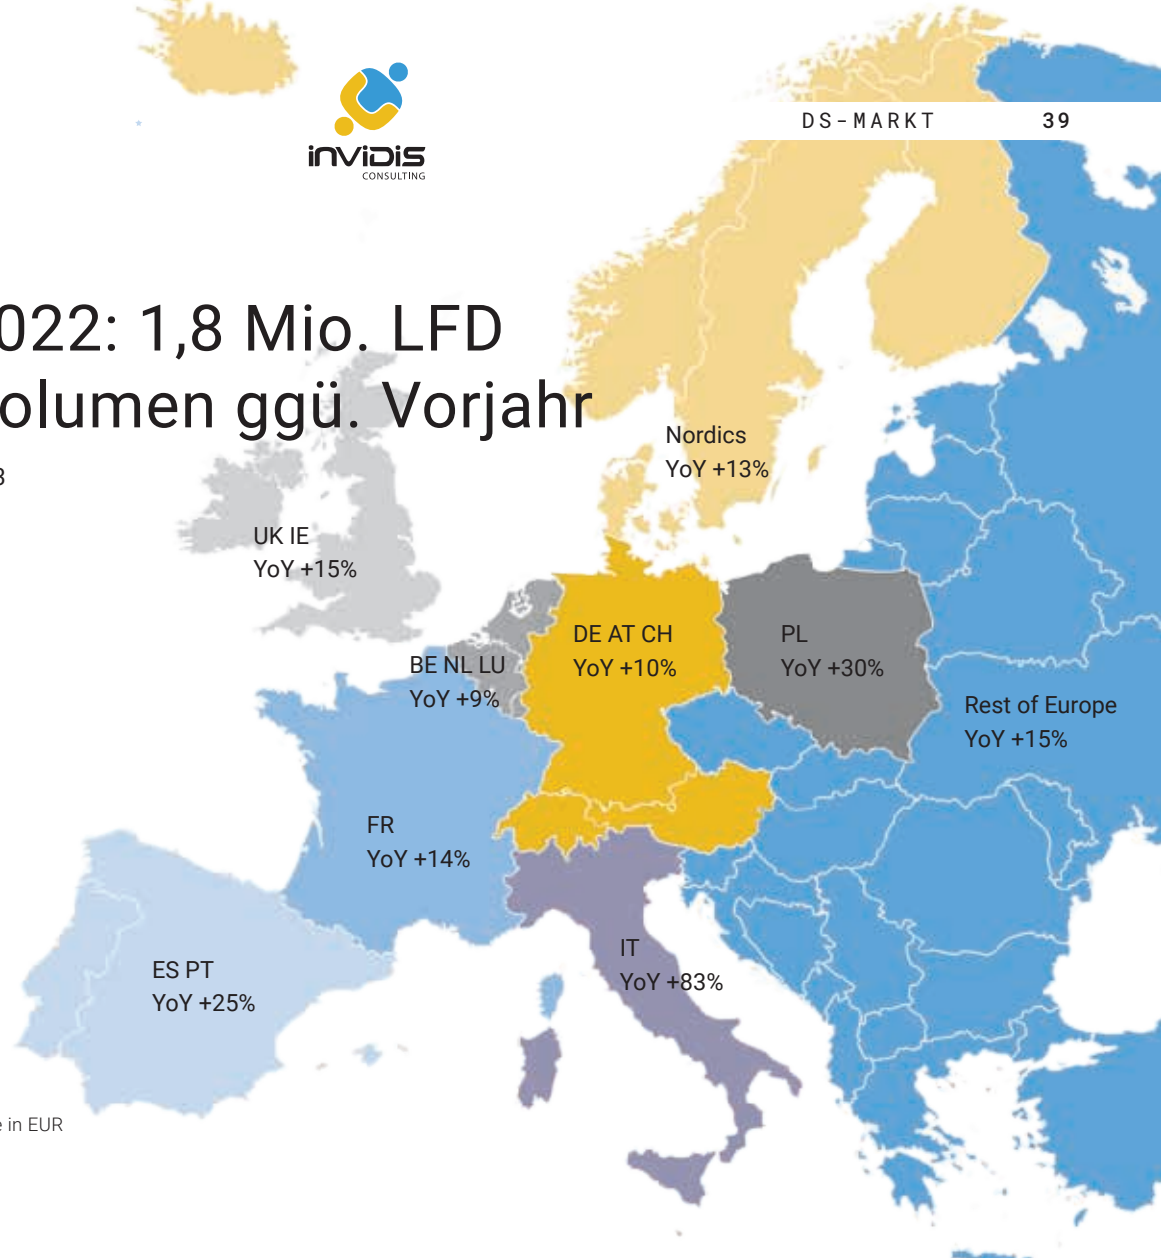 invidis
CONSULTING
DS-MARKT 39
022: 1,8 Mio. LFD
olumen ggü. Vorjahr
3
Nordics
YoY +13%
UK IE
YoY +15%
DE AT CH
YoY +10%
PL
YoY +30%
BE NL LU
YoY +9%
Rest of Europe
YoY +15%
FR
YoY +14%
IT
YoY +83%
ES PT
YoY +25%
e in EUR